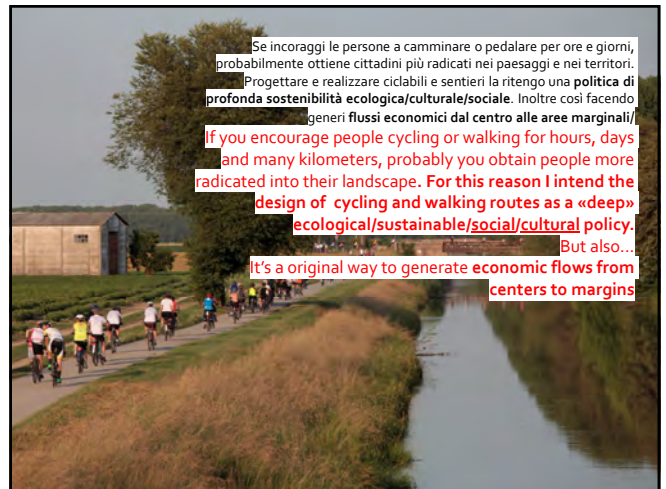 Se incoraggi le persone a camminare o pedalare per ore e giorni,
probabilmente ottiene cittadini più radicati nei paesaggi e nei territori.
Progettare e realizzare ciclabili e sentieri la ritengo una politica di
profonda sostenibilità ecologica/culturale/sociale. Inoltre così facendo
generi flussi economici dal centro alle aree marginali/
If you encourage people cycling or walking for hours, days
and many kilometers, probably you obtain people more
radicated into their landscape. For this reason I intend the
design of cycling and walking routes as a «deep»
ecological/sustainable/social/cultural policy.
But also...
It's a original way to generate economic flows from
centers to margins